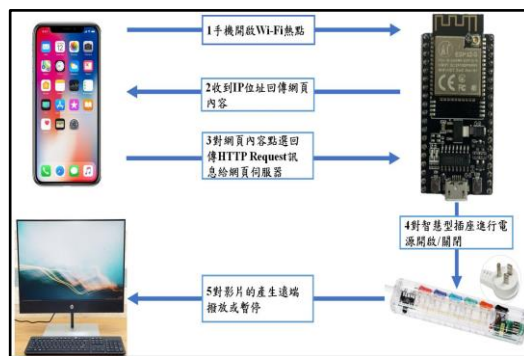 1手機開啟Wi-Fi熱點
2收到IP位址回傳網頁
內容
3對網頁內容點選回
傳HTTP Request訊
息給網頁伺服器
4對智慧型插座進行電
源開啟/關閉
5對影片的產生遠端
撥放或暫停